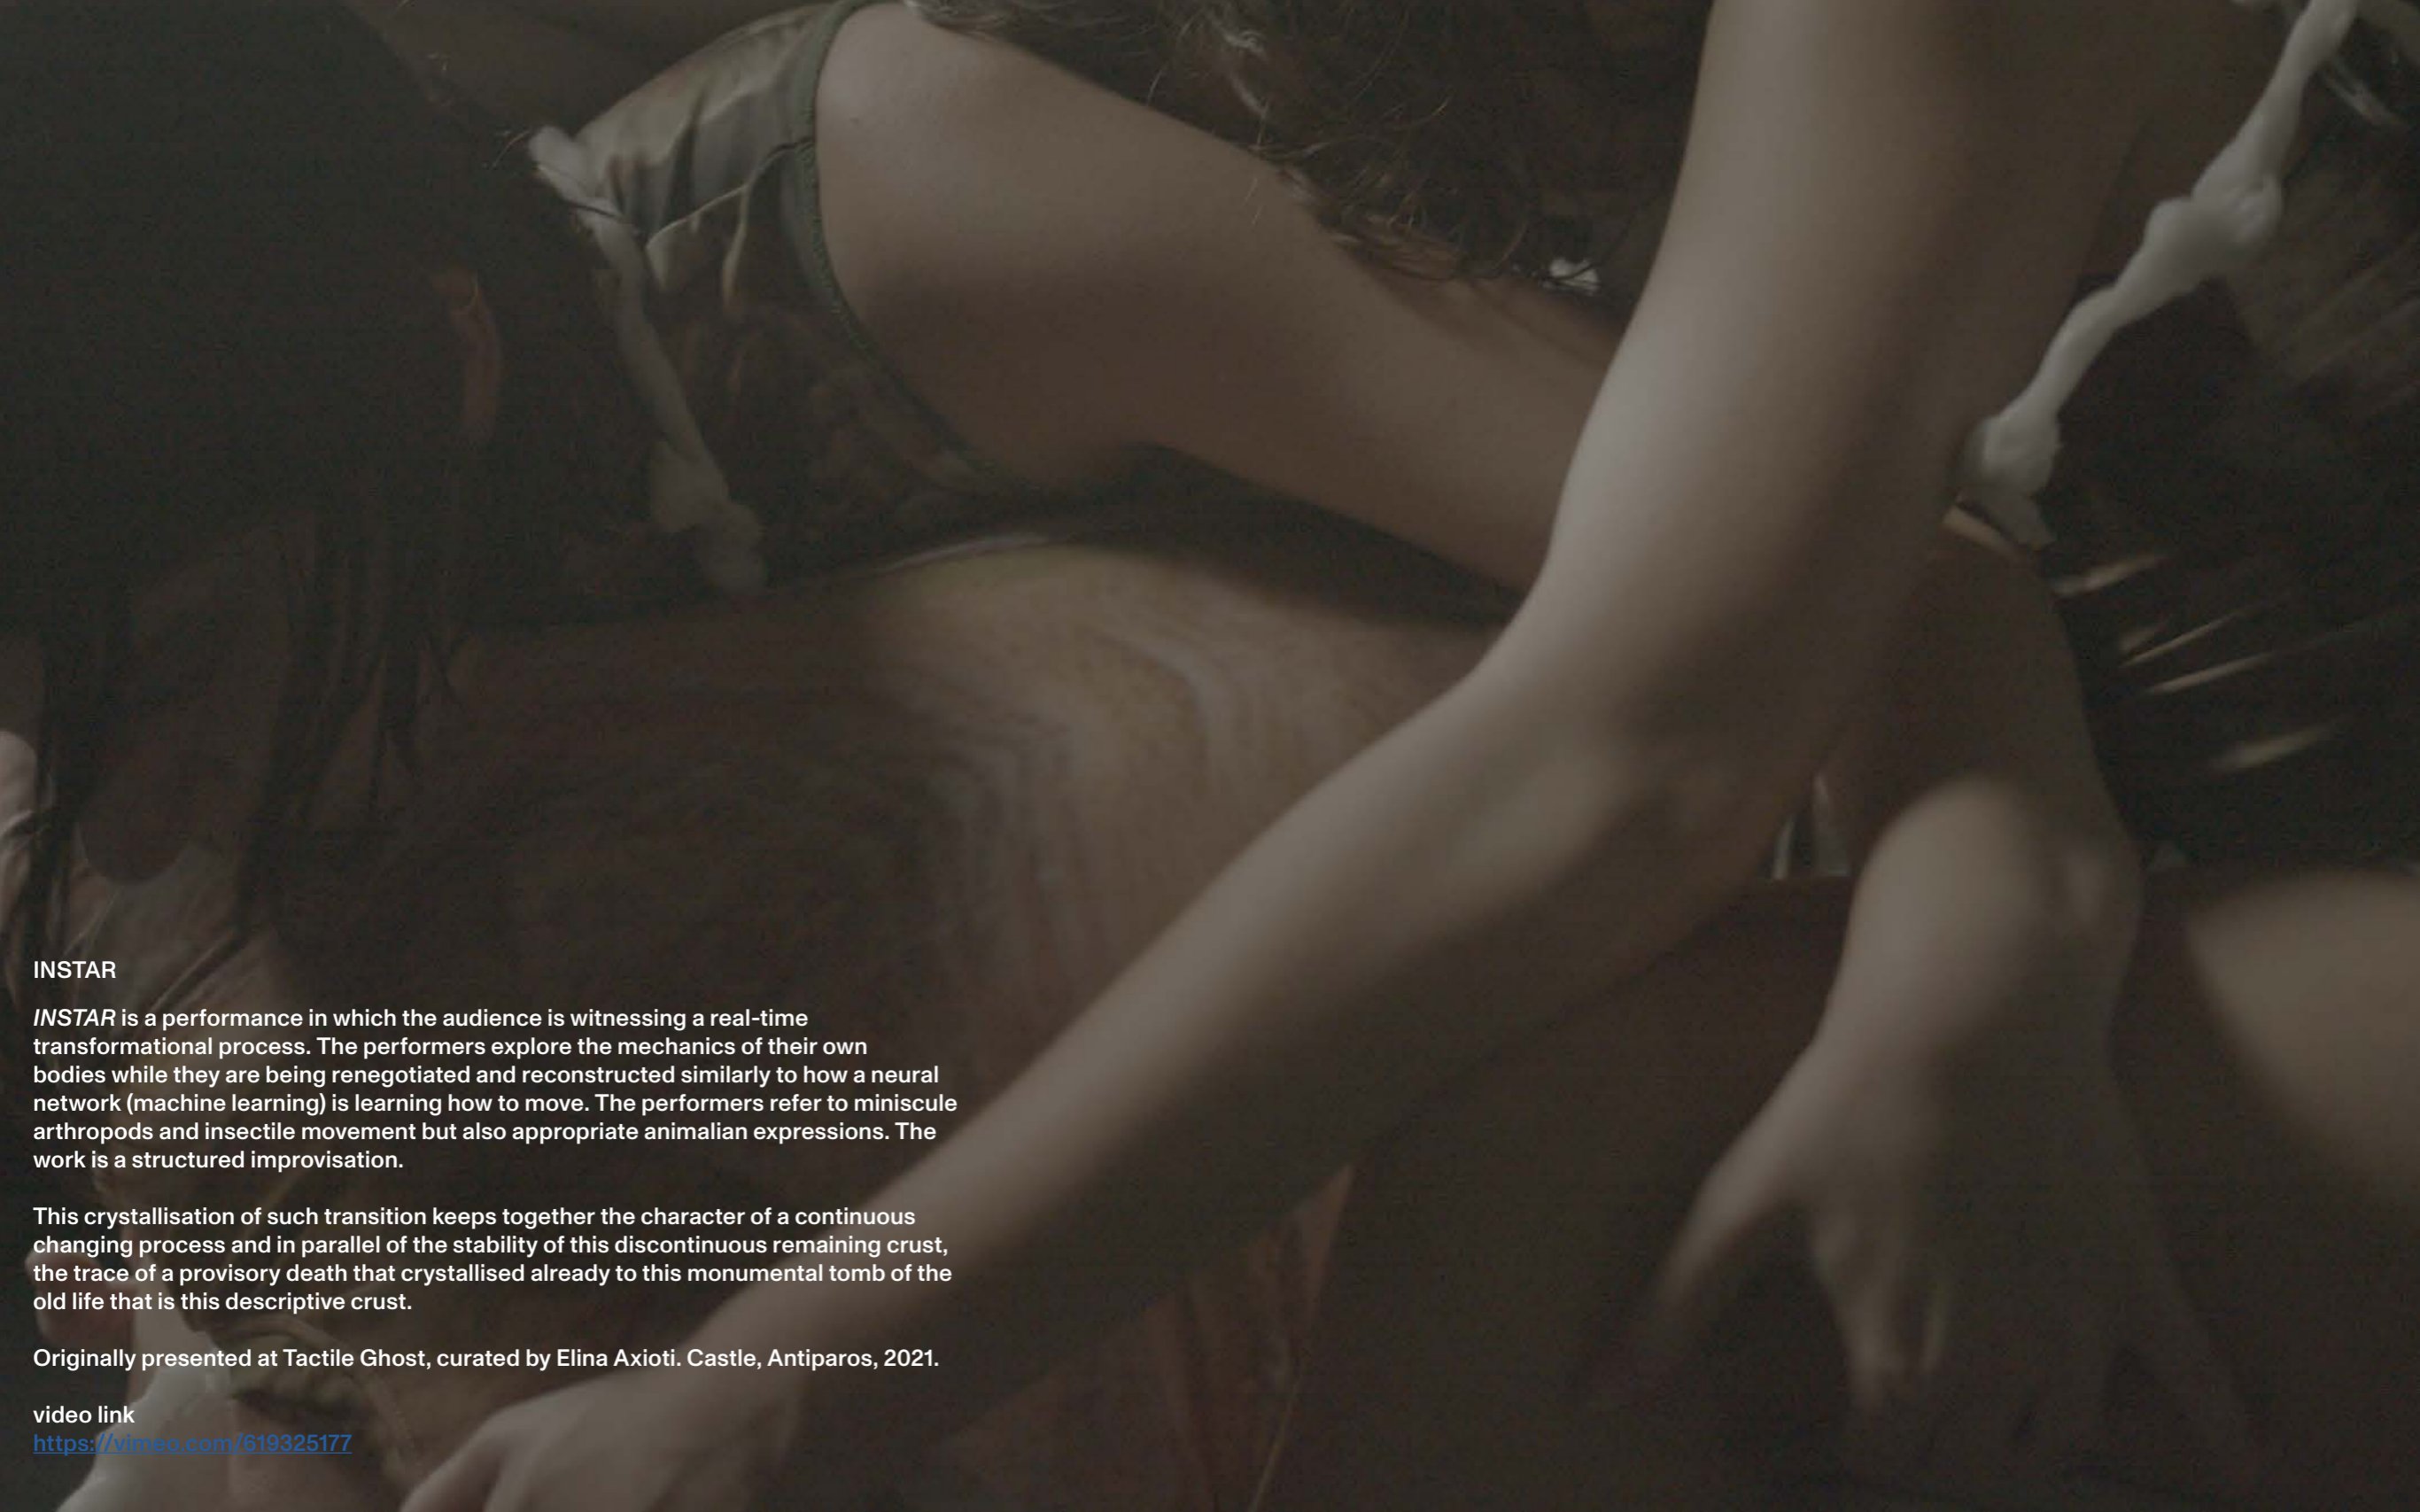 INSTAR
INSTAR is a performance in which the audience is witnessing a real-time
transformational process. The performers explore the mechanics of their own
bodies while they are being renegotiated and reconstructed similarly to how a neural
network (machine learning) is learning how to move. The performers refer to miniscule
arthropods and insectile movement but also appropriate animalian expressions. The
work is a structured improvisation.
This crystallisation of such transition keeps together the character of a continuous
changing process and in parallel of the stability of this discontinuous remaining crust,
the trace of a provisory death that crystallised already to this monumental tomb of the
old life that is this descriptive crust.
Originally presented at Tactile Ghost, curated by Elina Axioti. Castle, Antiparos, 2021.
video link
https://vimeo.com/619325177